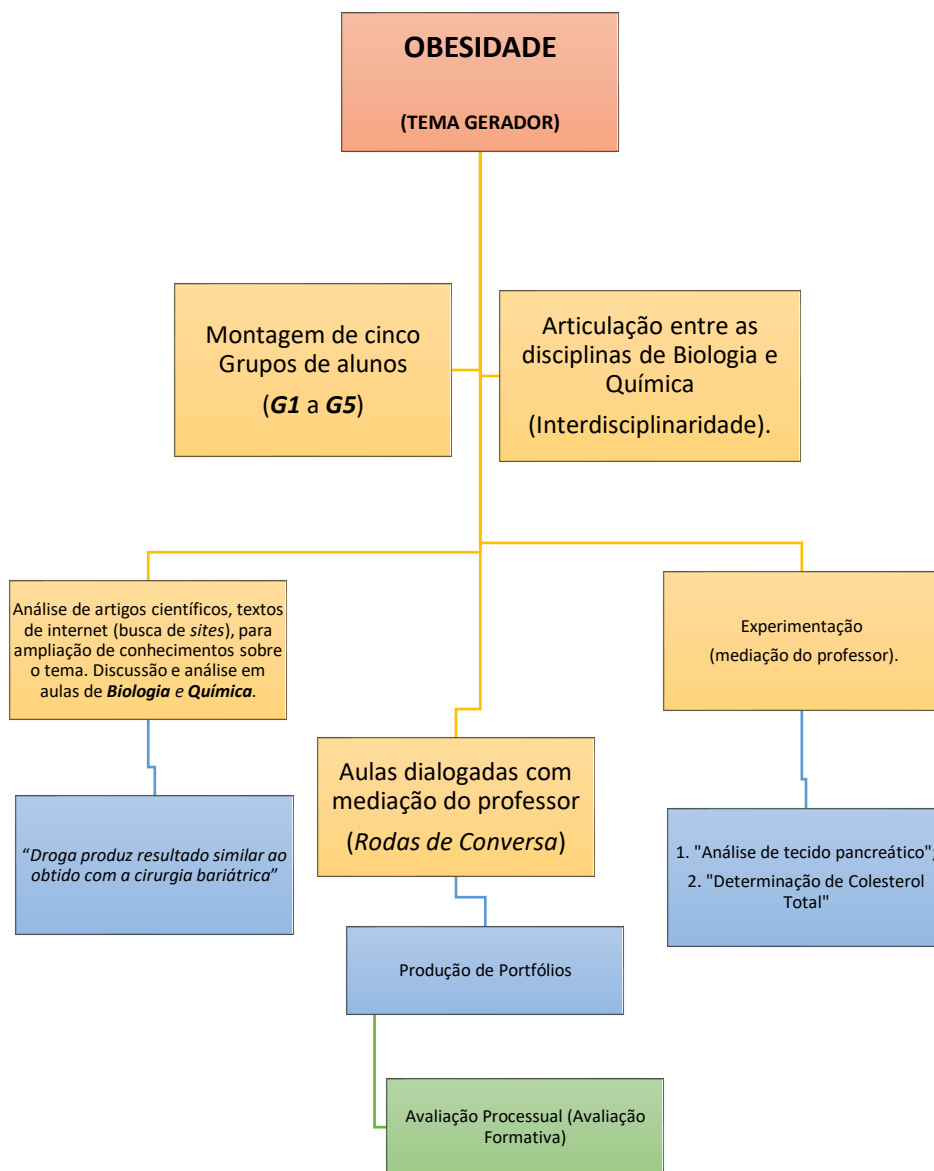 OBESIDADE
(TEMA GERADOR)
Montagem de cinco
Grupos de alunos
(G1 a G5)
Articulação entre as
disciplinas de Biologia e
Química
(Interdisciplinaridade).
Análise de artigos científicos, textos
de internet (busca de sites), para
ampliação de conhecimentos sobre
o tema. Discussão e análise em
aulas de Biologia e Química.
Experimentação
(mediação do professor).
Aulas dialogadas com
mediação do professor
(Rodas de Conversa)
“Droga produz resultado similar ao
obtido com a cirurgia bariátrica”
1. "Análise de tecido pancreático";
2. "Determinação de Colesterol
Total"
Produção de Portfólios
Avaliação Processual (Avaliação
Formativa)